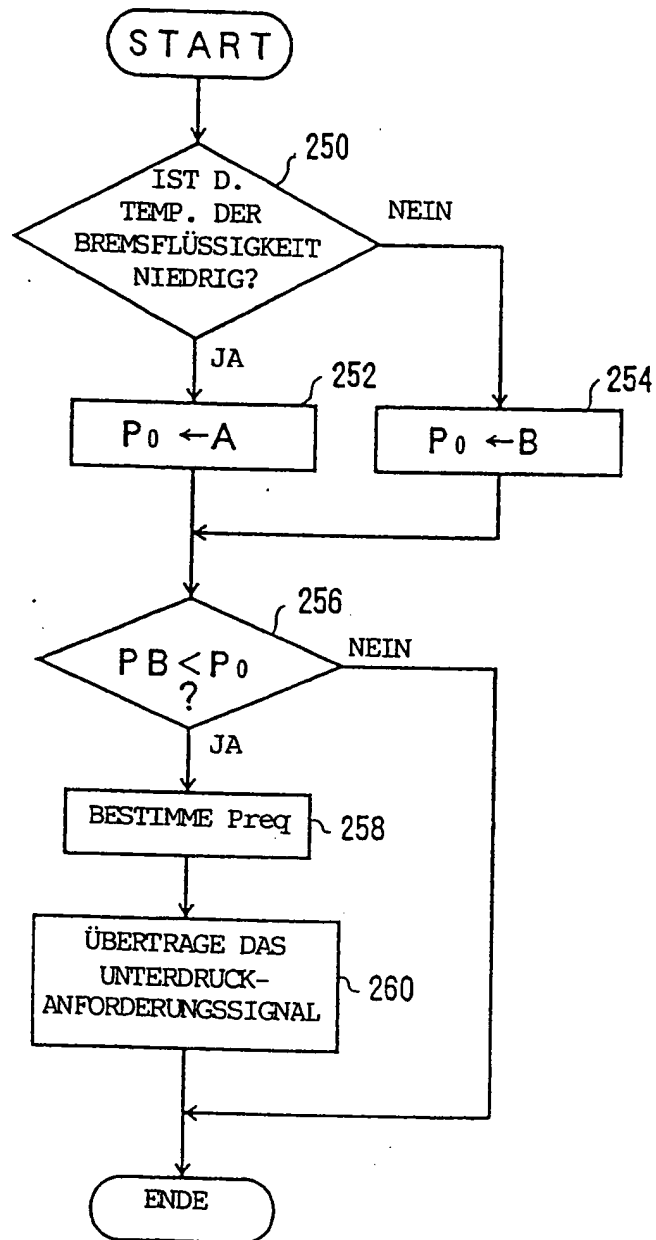 START
250
IST D.
TEMP. DER
BREMSFLÜSSIGKEIT
NIEDRIG?
NEIN
JA
252
P0 ←A
254
P0 ←B
256
PB<P0
?
NEIN
JA
BESTIMME Preq
258
ÜBERTRAGE DAS
UNTERDRUCK-
ANFORDERUNGSSIGNAL
260
ENDE